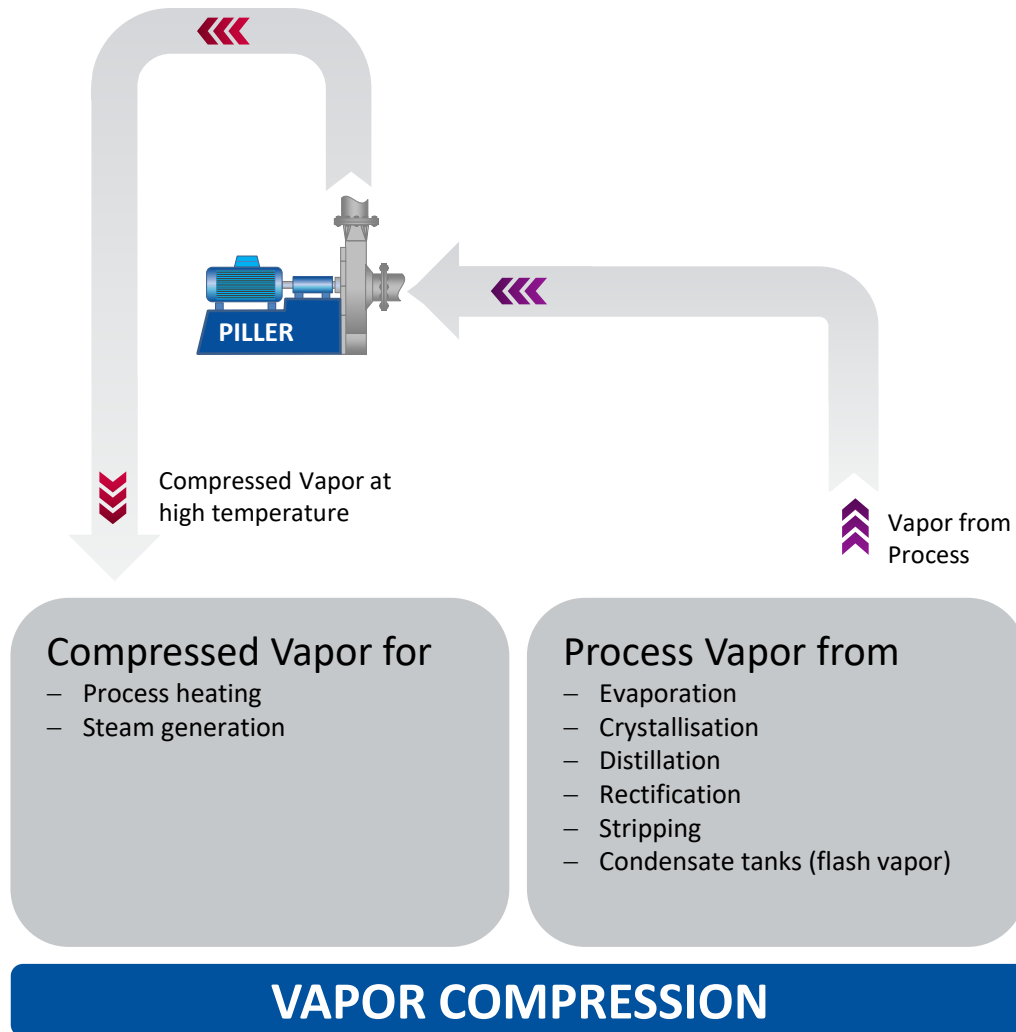 PILLER
Compressed Vapor at
high temperature
Vapor from
Process
Compressed Vapor for
– Process heating
– Steam generation
Process Vapor from
– Evaporation
– Crystallisation
– Distillation
– Rectification
– Stripping
– Condensate tanks (flash vapor)
VAPOR COMPRESSION